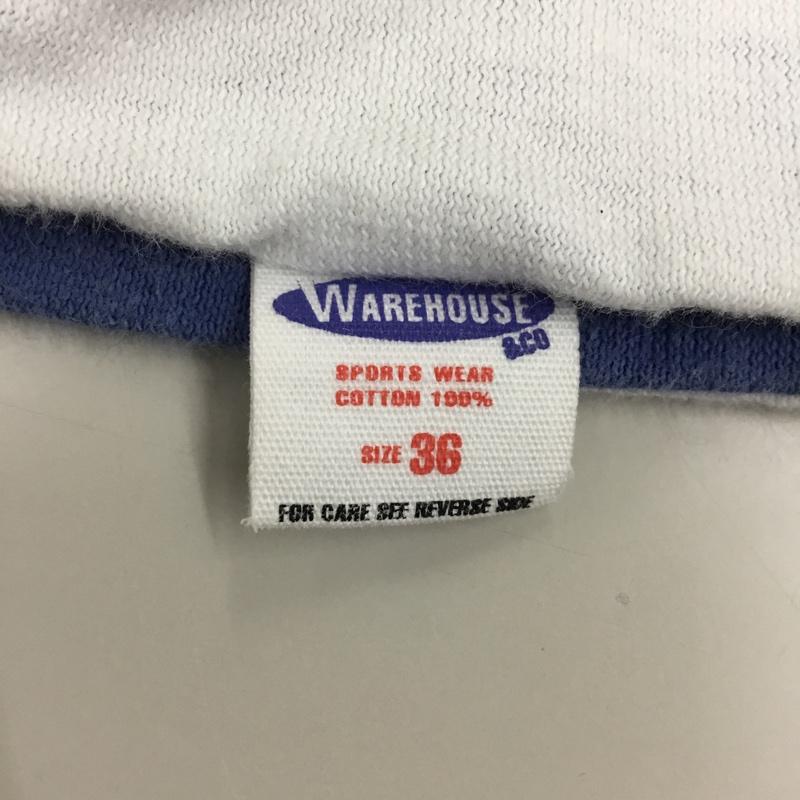 WAREHOUSE
&CO
SPORTS WEAR
COTTON 100%
SIZE 36
FOR CARE SEE REVERSE SIDE